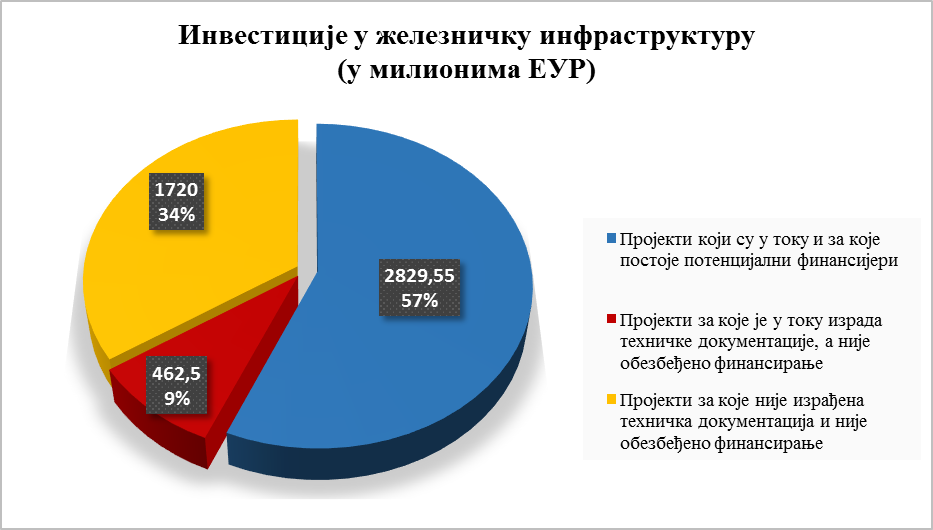 Инвестиције у железничку инфраструктуру
(у милионима ЕУР)
1720
34%
2829,55
57%
462,5
9%
Пројекти који су у току и за које
постоје потенцијални финансијери
Пројекти за које је у току израда
техничке документације, а није
обезбеђено финансирање
Пројекти за које није израђена
техничка документација и није
обезбеђено финансирање